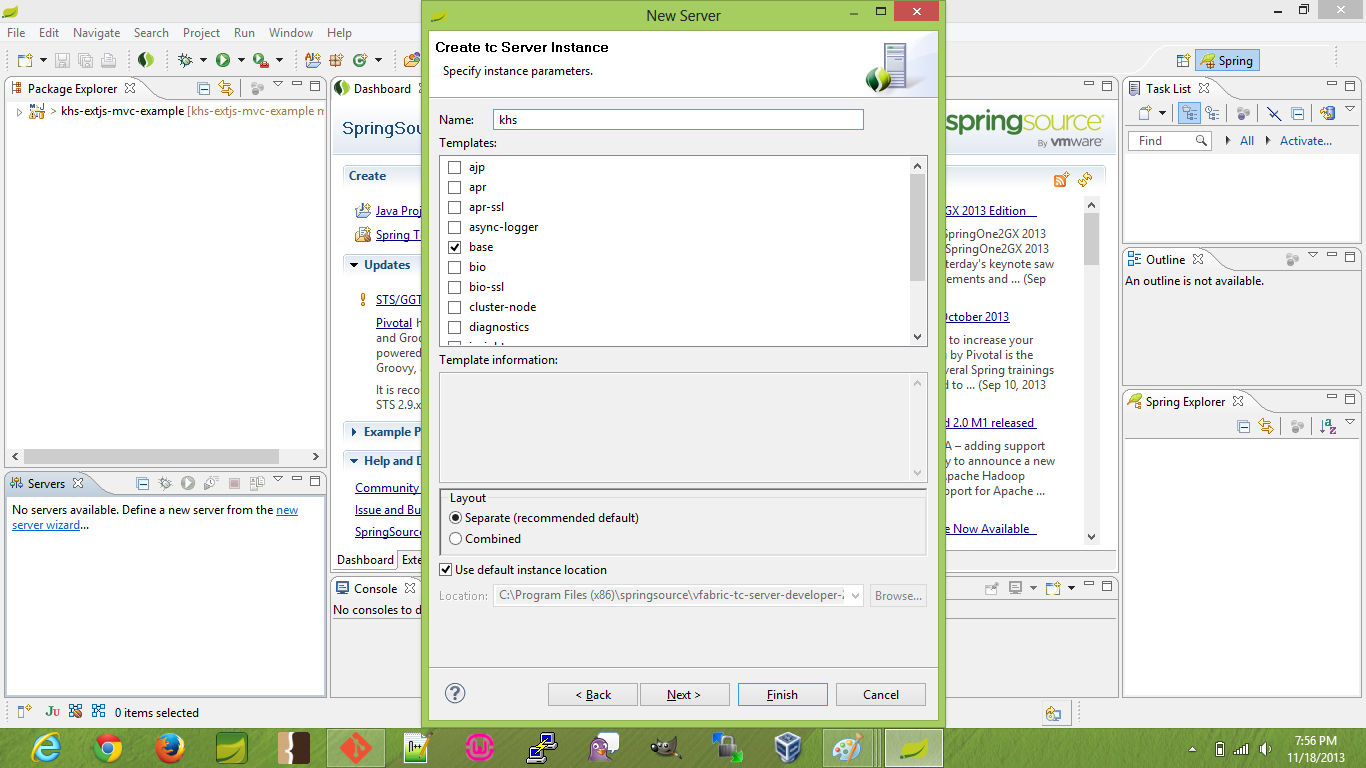 New Server
File Edit Navigate Search Project Run Window Help
Spring
Package Explorer
khs-extjs-mvc-example [khs-extjs-mvc-example m
Servers
No servers available. Define a new server from the new
server wizard...
0 items selected
Dashboard
SpringSou
springsource
By vmware
Create
Java Proj
Spring T
Updates
STS/GGT
Pivotal h
and Groo
powered
Groovy,
It is reco
STS 2.9.x
Example P
Help and D
Community
Issue and Bu
SpringSource
Dashboard Exte
Console
No consoles to d
Create tc Server Instance
Specify instance parameters.
Name: khs
Templates:
ajp
apr
apr-ssl
async-logger
base
bio
bio-ssl
cluster-node
diagnostics
Template information:
Layout
Separate (recommended default)
Combined
Use default instance location
Location: C:\Program Files (x86)\springsource\vfabric-tc-server-developer-2 Browse...
< Back Next > Finish Cancel
GX 2013 Edition
SpringOne2GX 2013
SpringOne2GX 2013
terday's keynote saw
ements and ... (Sep
October 2013
to increase your
by Pivotal is the
veral Spring trainings
d to ... (Sep 10, 2013
d 2.0 M1 released
A – adding support
y to announce a new
Apache Hadoop
port for Apache ...
e Now Available
Task List
Find All Activate...
Outline
An outline is not available.
Spring Explorer
7:56 PM
11/18/2013